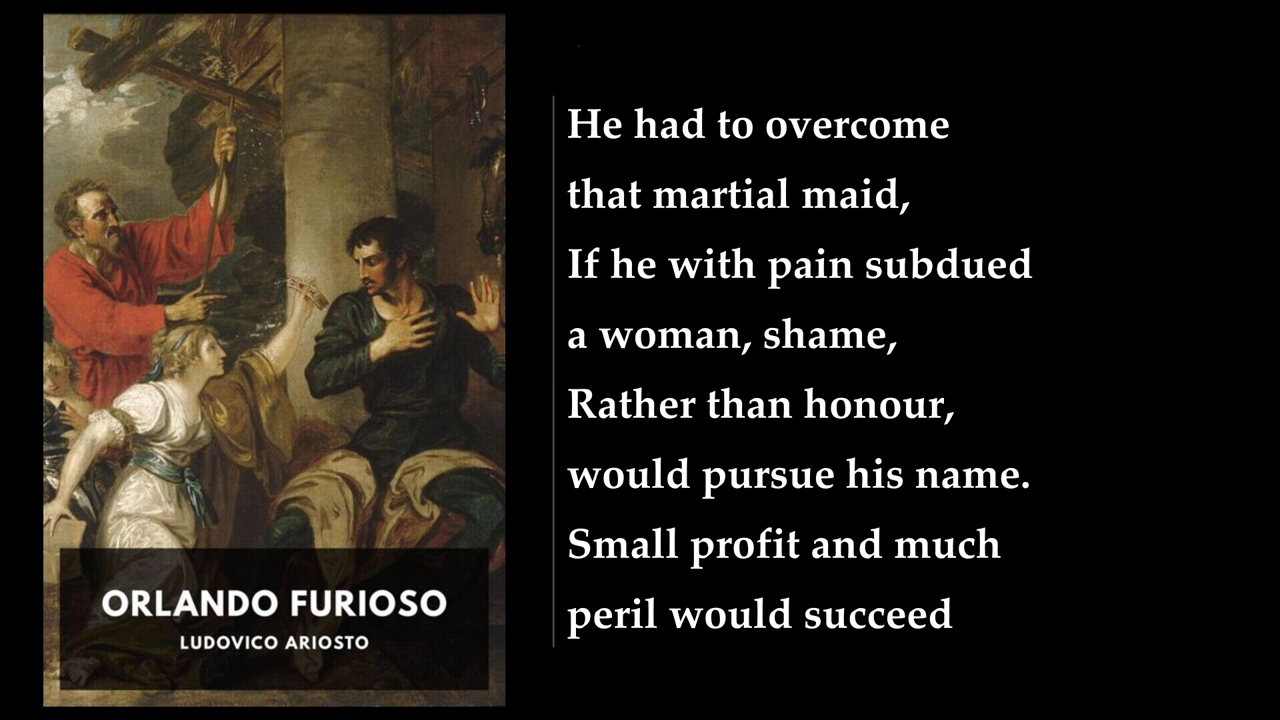 ORLANDO FURIOSO
LUDOVICO ARIOSTO
He had to overcome
that martial maid,
If he with pain subdued
a woman, shame,
Rather than honour,
would pursue his name.
Small profit and much
peril would succeed